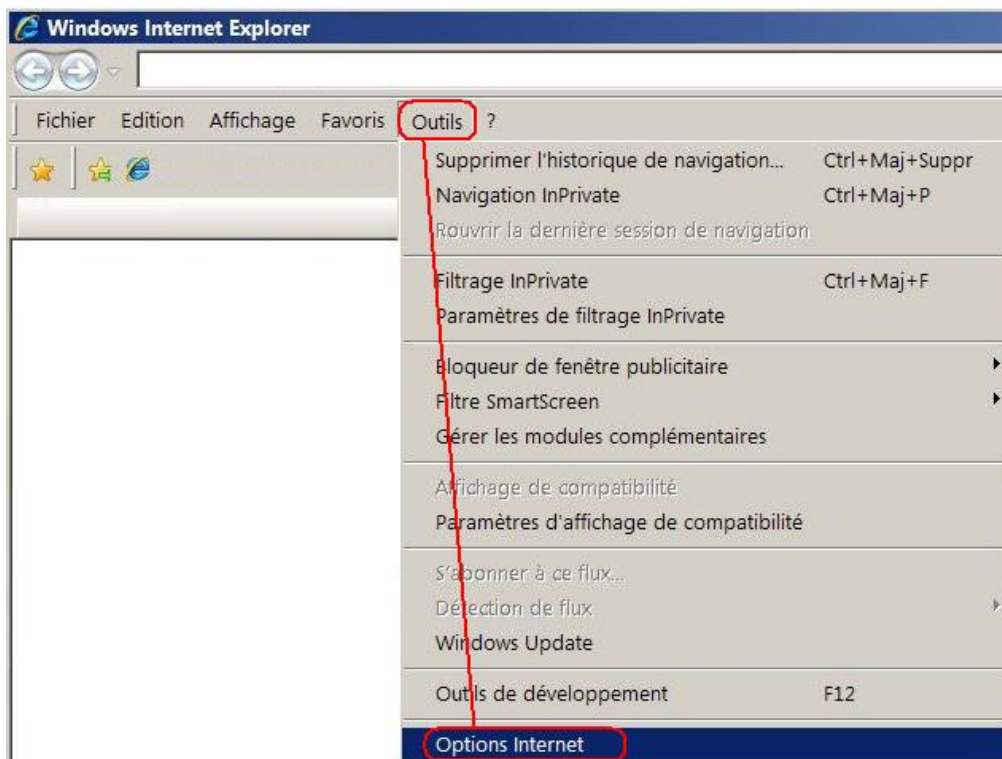 Windows Internet Explorer
Fichier Edition Affichage Favoris Outils ?
Supprimer l'historique de navigation... Ctrl+Maj+Suppr
Navigation InPrivate Ctrl+Maj+P
Rouvrir la dernière session de navigation
Filtrage InPrivate Ctrl+Maj+F
Paramètres de filtrage InPrivate
Bloqueur de fenêtre publicitaire
Filtre SmartScreen
Gérer les modules complémentaires
Affichage de compatibilité
Paramètres d'affichage de compatibilité
S'abonner à ce flux...
Détection de flux
Windows Update
Outils de développement F12
Options Internet